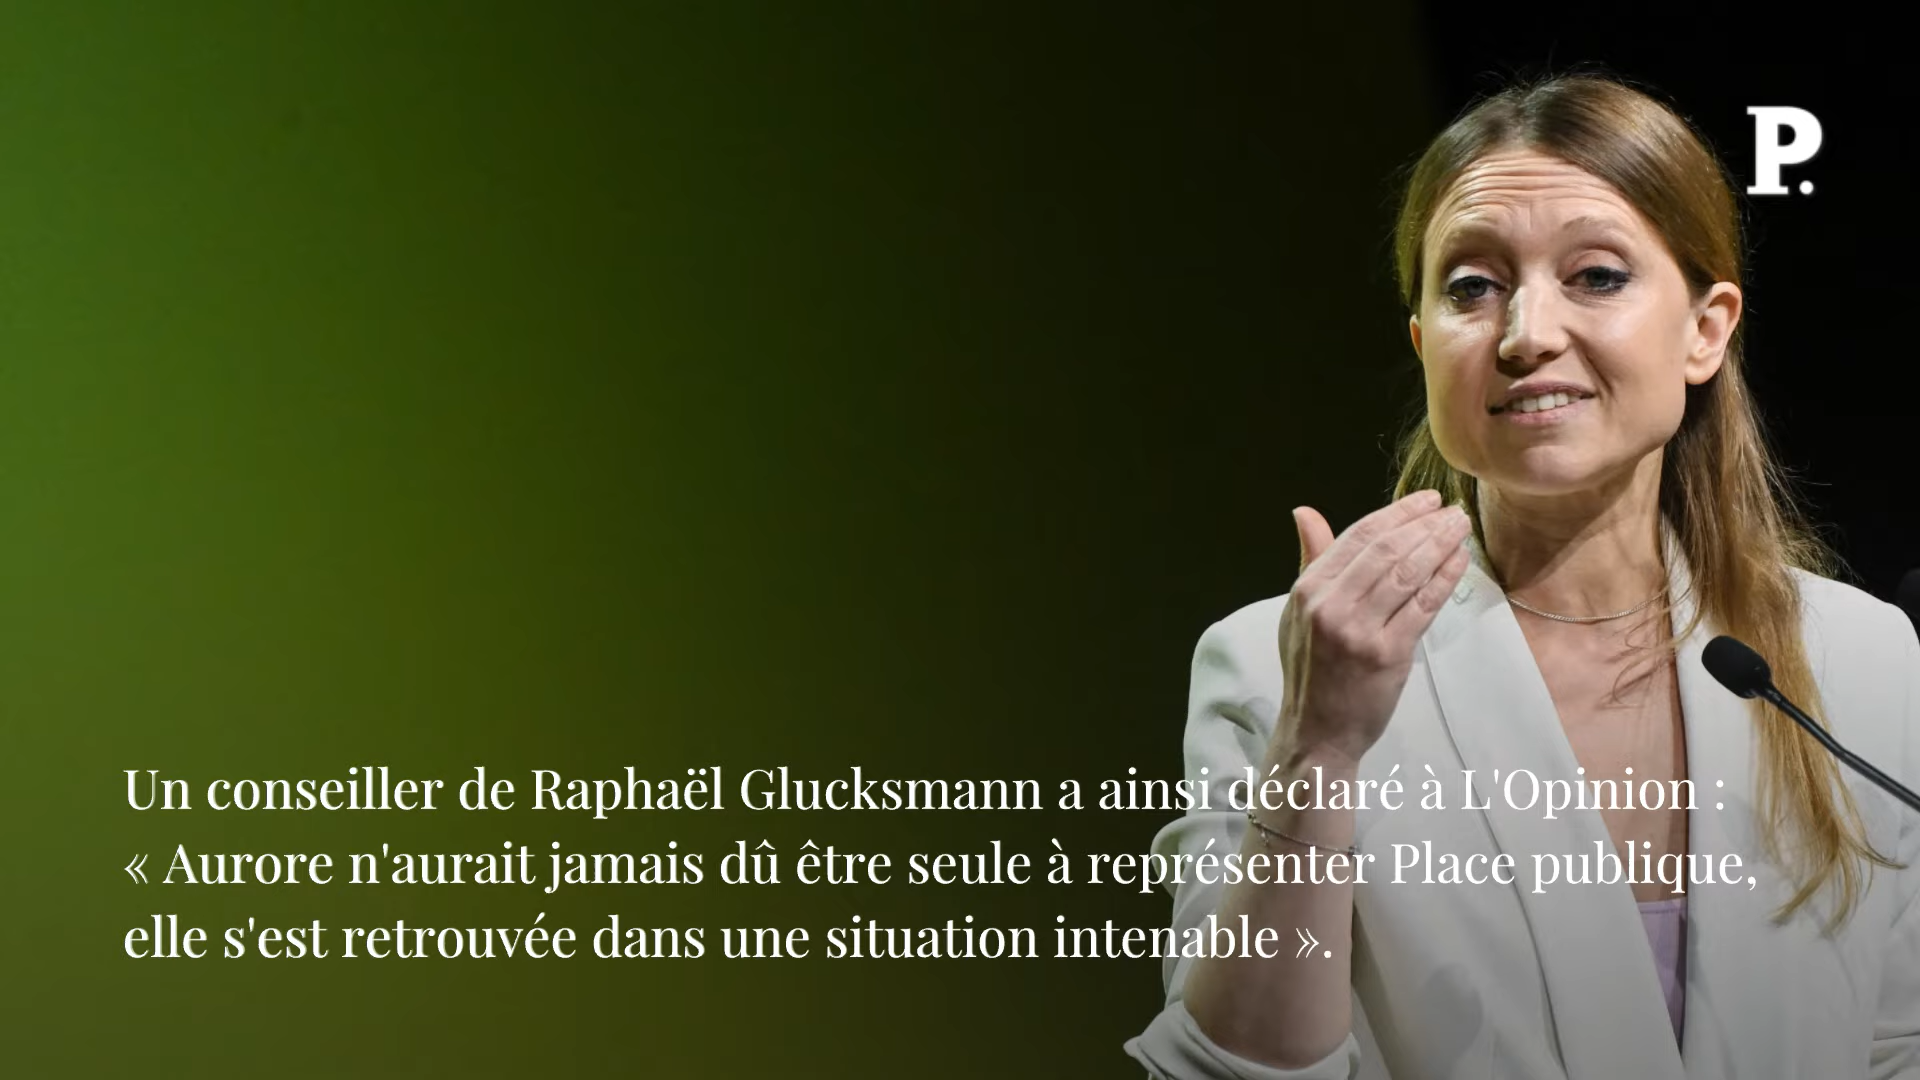 P.
Un conseiller de Raphaël Glucksmann a ainsi déclaré à L'Opinion :
« Aurore n'aurait jamais dû être seule à représenter Place publique,
elle s'est retrouvée dans une situation intenable ».